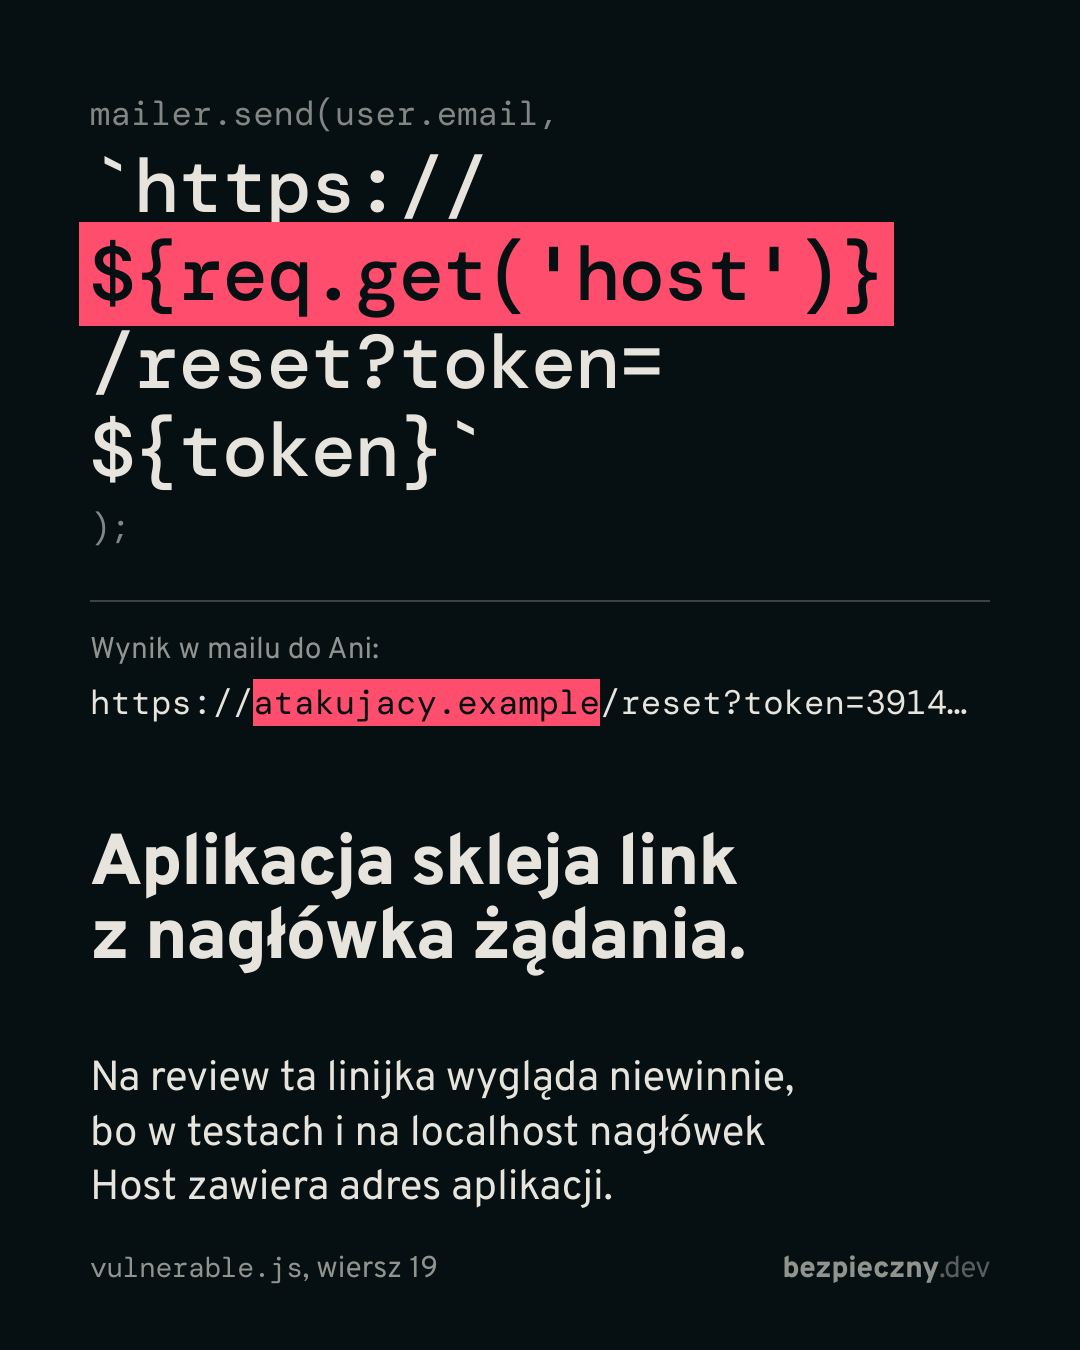 mailer.send(user.email,
`https://
${req.get('host')}
/reset?token=
${token}`
);
Wynik w mailu do Ani:
https://atakujacy.example/reset?token=3914…
Aplikacja skleja link
z nagłówka żądania.
Na review ta linijka wygląda niewinnie,
bo w testach i na localhost nagłówek
Host zawiera adres aplikacji.
vulnerable.js, wiersz 19
bezpieczny.dev